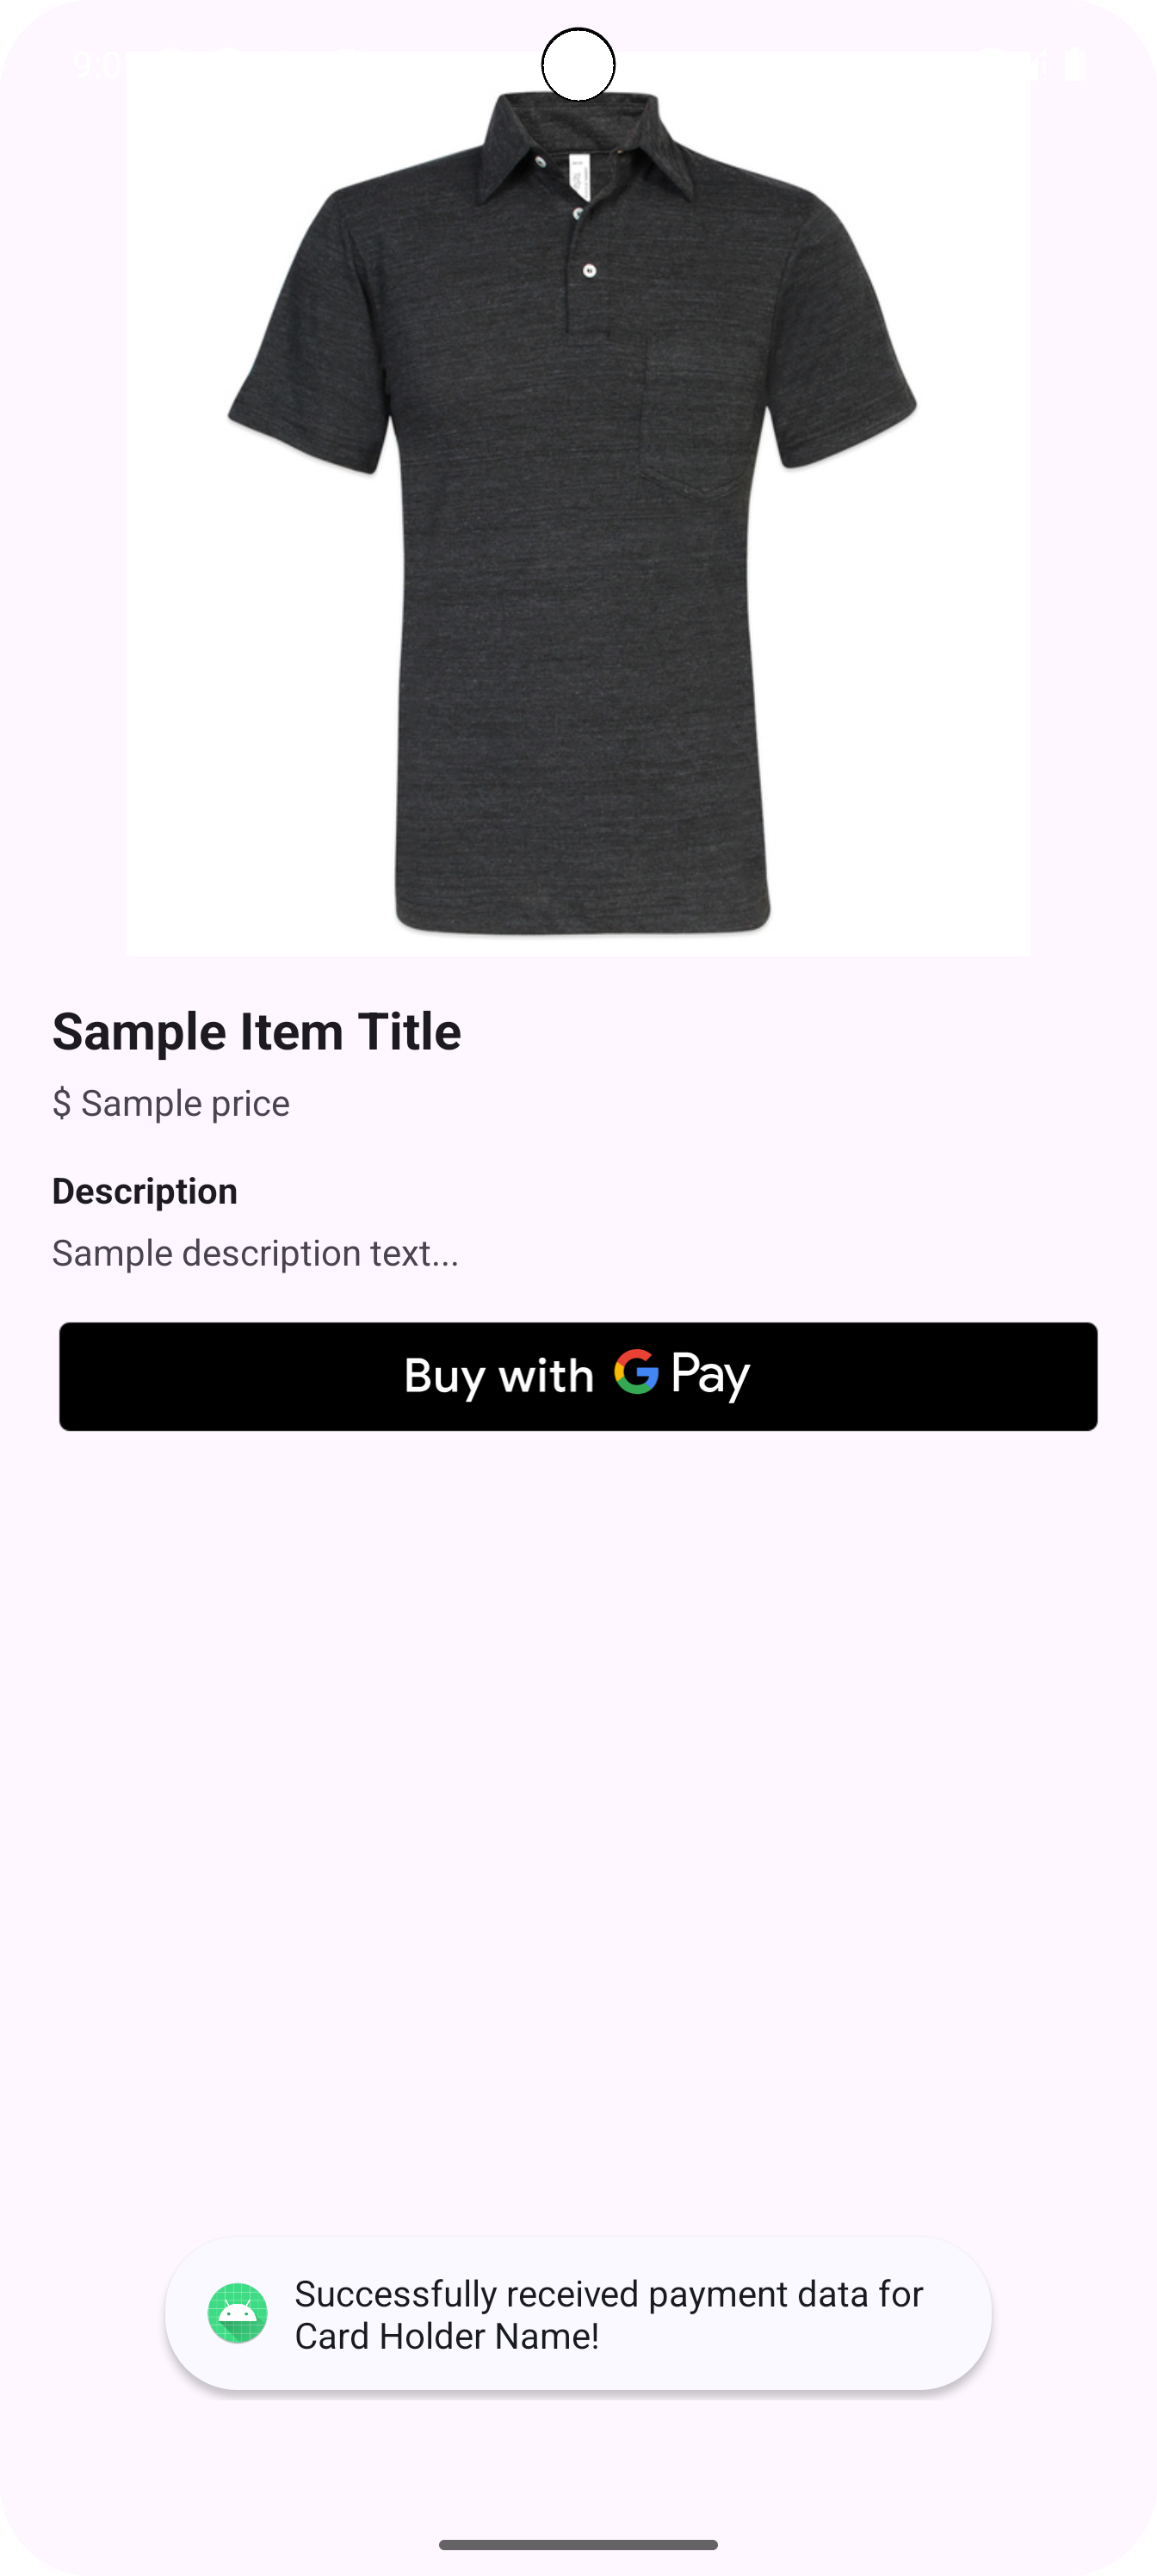 Sample Item Title
$ Sample price
Description
Sample description text...
Buy with G Pay
Successfully received payment data for
Card Holder Name!